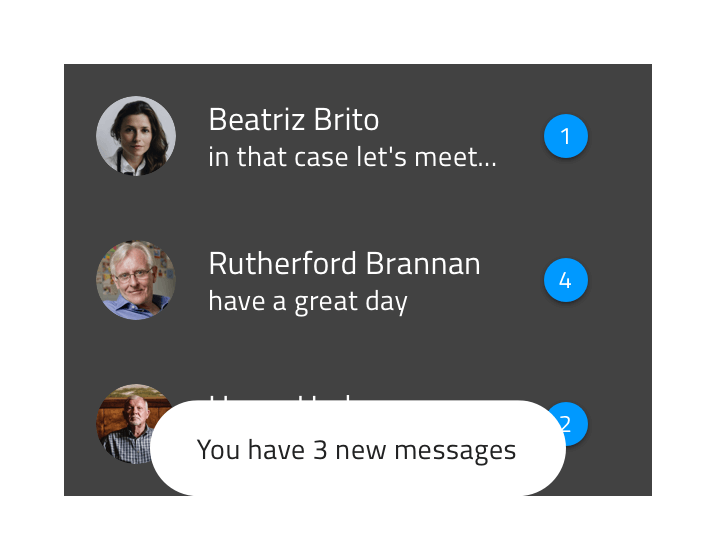 Beatriz Brito
1
in that case let's meet...
Rutherford Brannan
4
have a great day
2
You have 3 new messages